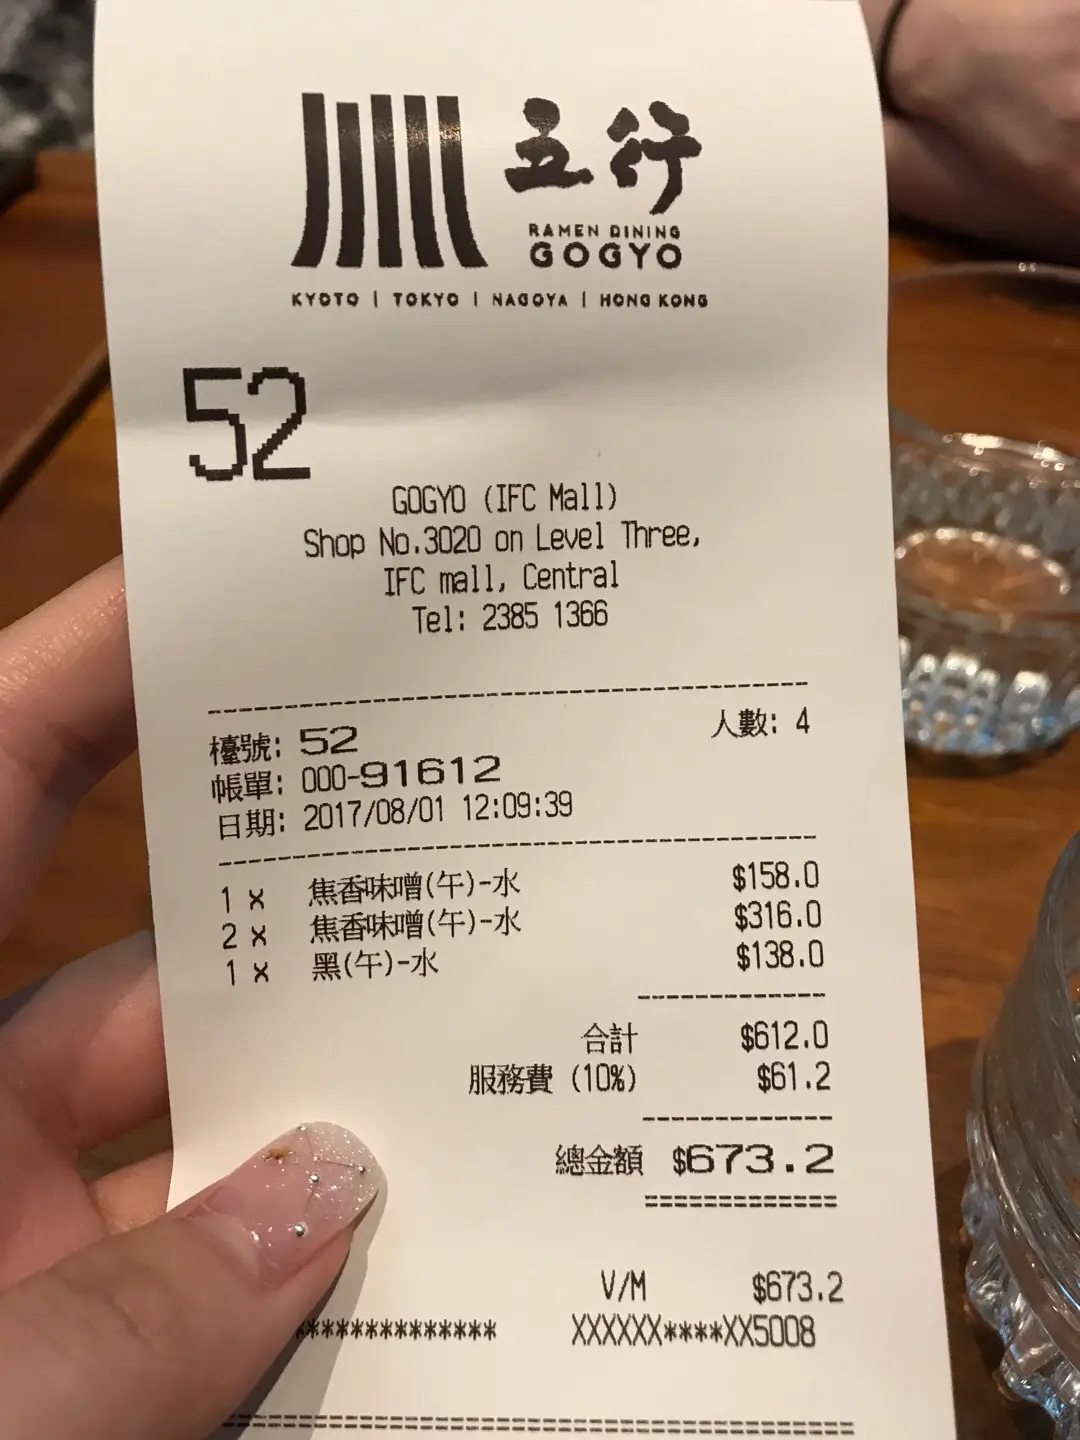 五行
RAMEN DINING
GOGYO
KYOTO | TOKYO | NAGOYA | HONG KONG
52
GOGYO (IFC Mall)
Shop No.3020 on Level Three,
IFC mall, Central
Tel: 2385 1366
人數: 4
檯號: 52
帳單: 000-91612
日期: 2017/08/01 12:09:39
1 x 焦香味噌(午)-水 $158.0
2 x 焦香味噌(午)-水 $316.0
1 x 黑(午)-水 $138.0
合計 $612.0
服務費 (10%) $61.2
總金額 $673.2
V/M $673.2
************** XXXXXX****XX5008